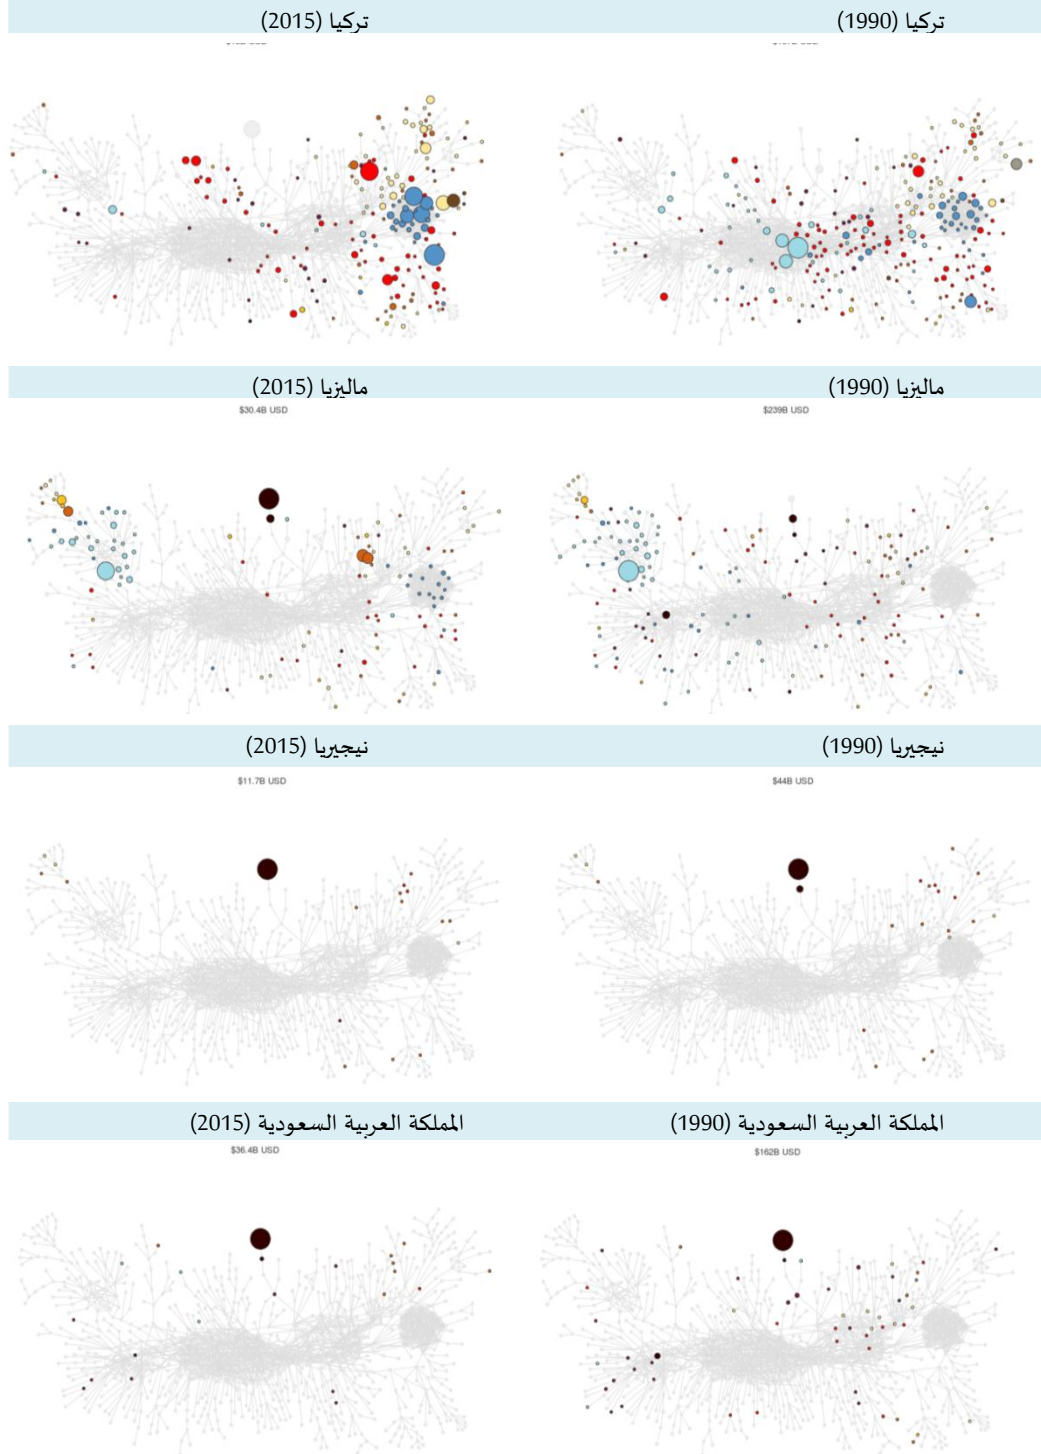 تركيا (1990)
تركيا (2015)
ماليزيا (1990)
ماليزيا (2015)
$239B USD
$30.4B USD
نيجيريا (1990)
نيجيريا (2015)
$44B USD
$11.7B USD
المملكة العربية السعودية (1990)
المملكة العربية السعودية (2015)
$162B USD
$36.4B USD